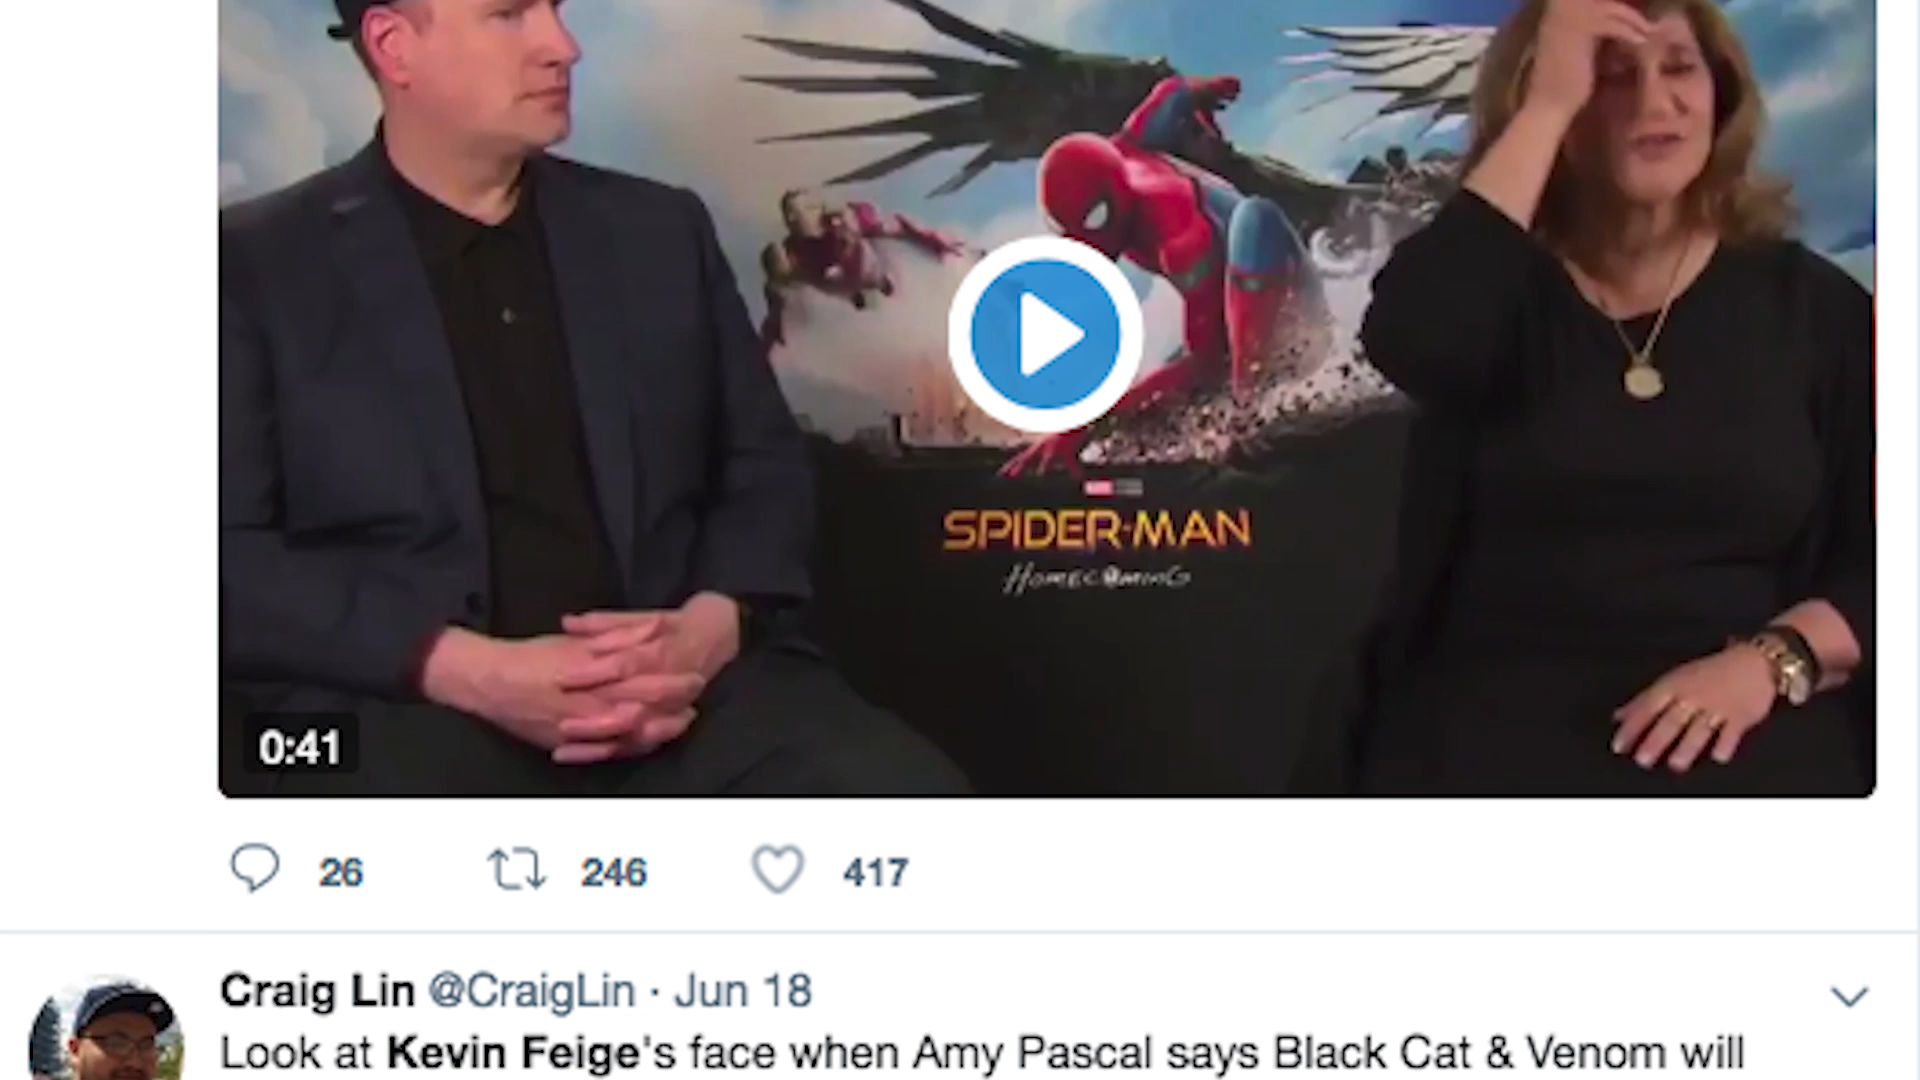 SPIDER-MAN
HOMECOMING
0:41
26 246 417
Craig Lin @CraigLin · Jun 18
Look at Kevin Feige's face when Amy Pascal says Black Cat & Venom will